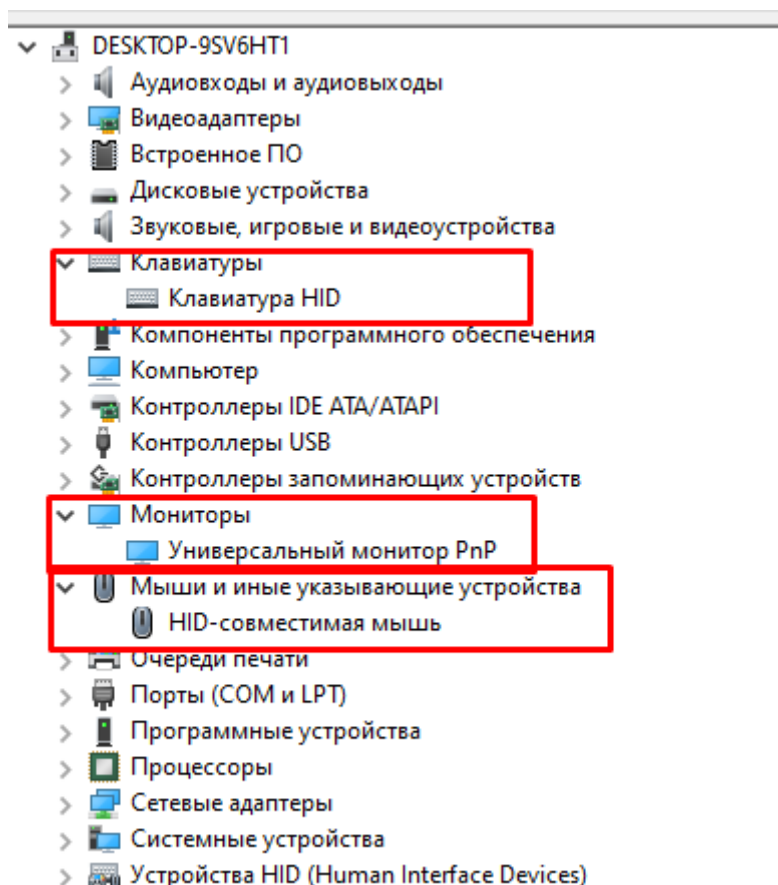 DESKTOP-9SV6HT1
Аудиовходы и аудиовыходы
Видеоадаптеры
Встроенное ПО
Дисковые устройства
Звуковые, игровые и видеоустройства
Клавиатуры
Клавиатура HID
Компоненты программного обеспечения
Компьютер
Контроллеры IDE ATA/ATAPI
Контроллеры USB
Контроллеры запоминающих устройств
Мониторы
Универсальный монитор PnP
Мыши и иные указывающие устройства
HID-совместимая мышь
Очереди печати
Порты (COM и LPT)
Программные устройства
Процессоры
Сетевые адаптеры
Системные устройства
Устройства HID (Human Interface Devices)